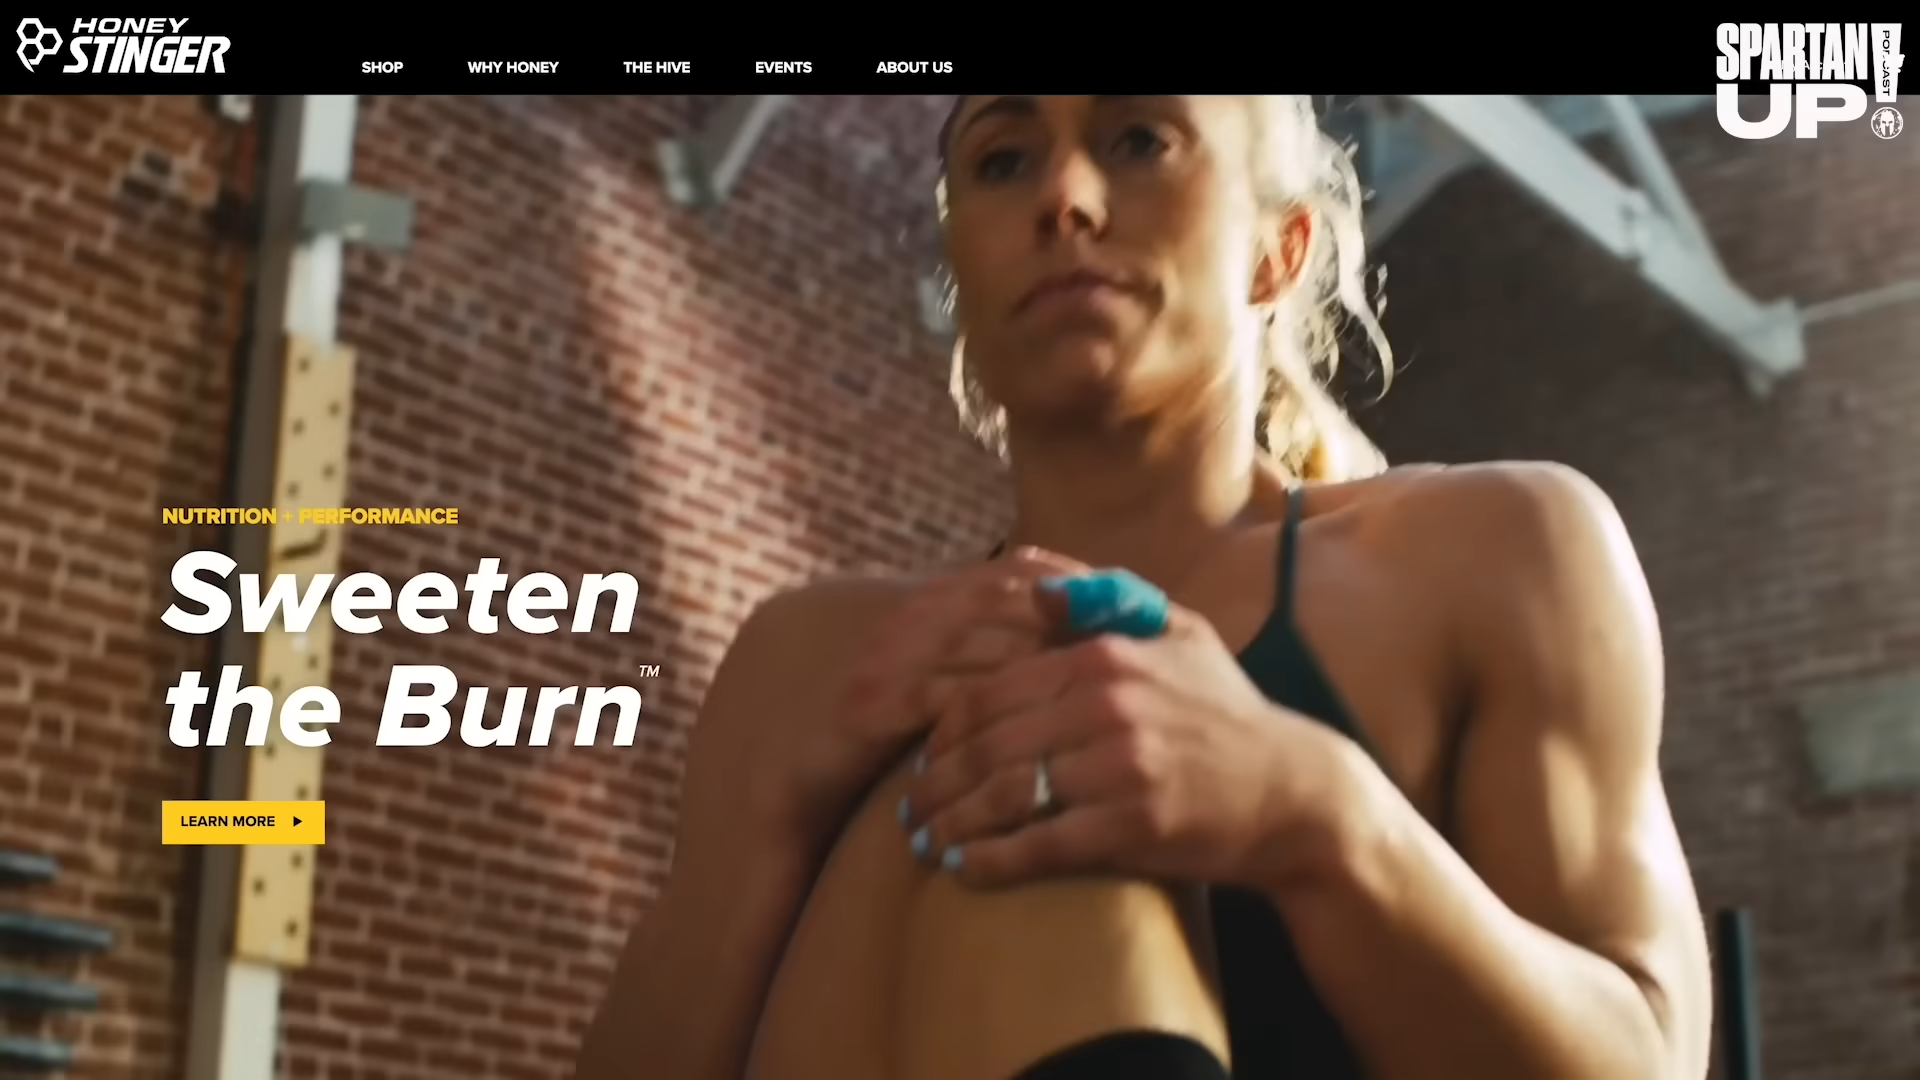 HONEY
STINGER
SHOP
WHY HONEY
THE HIVE
EVENTS
ABOUT US
SPARTAN
UP!
PODCAST
NUTRITION + PERFORMANCE
Sweeten
the Burn™
LEARN MORE